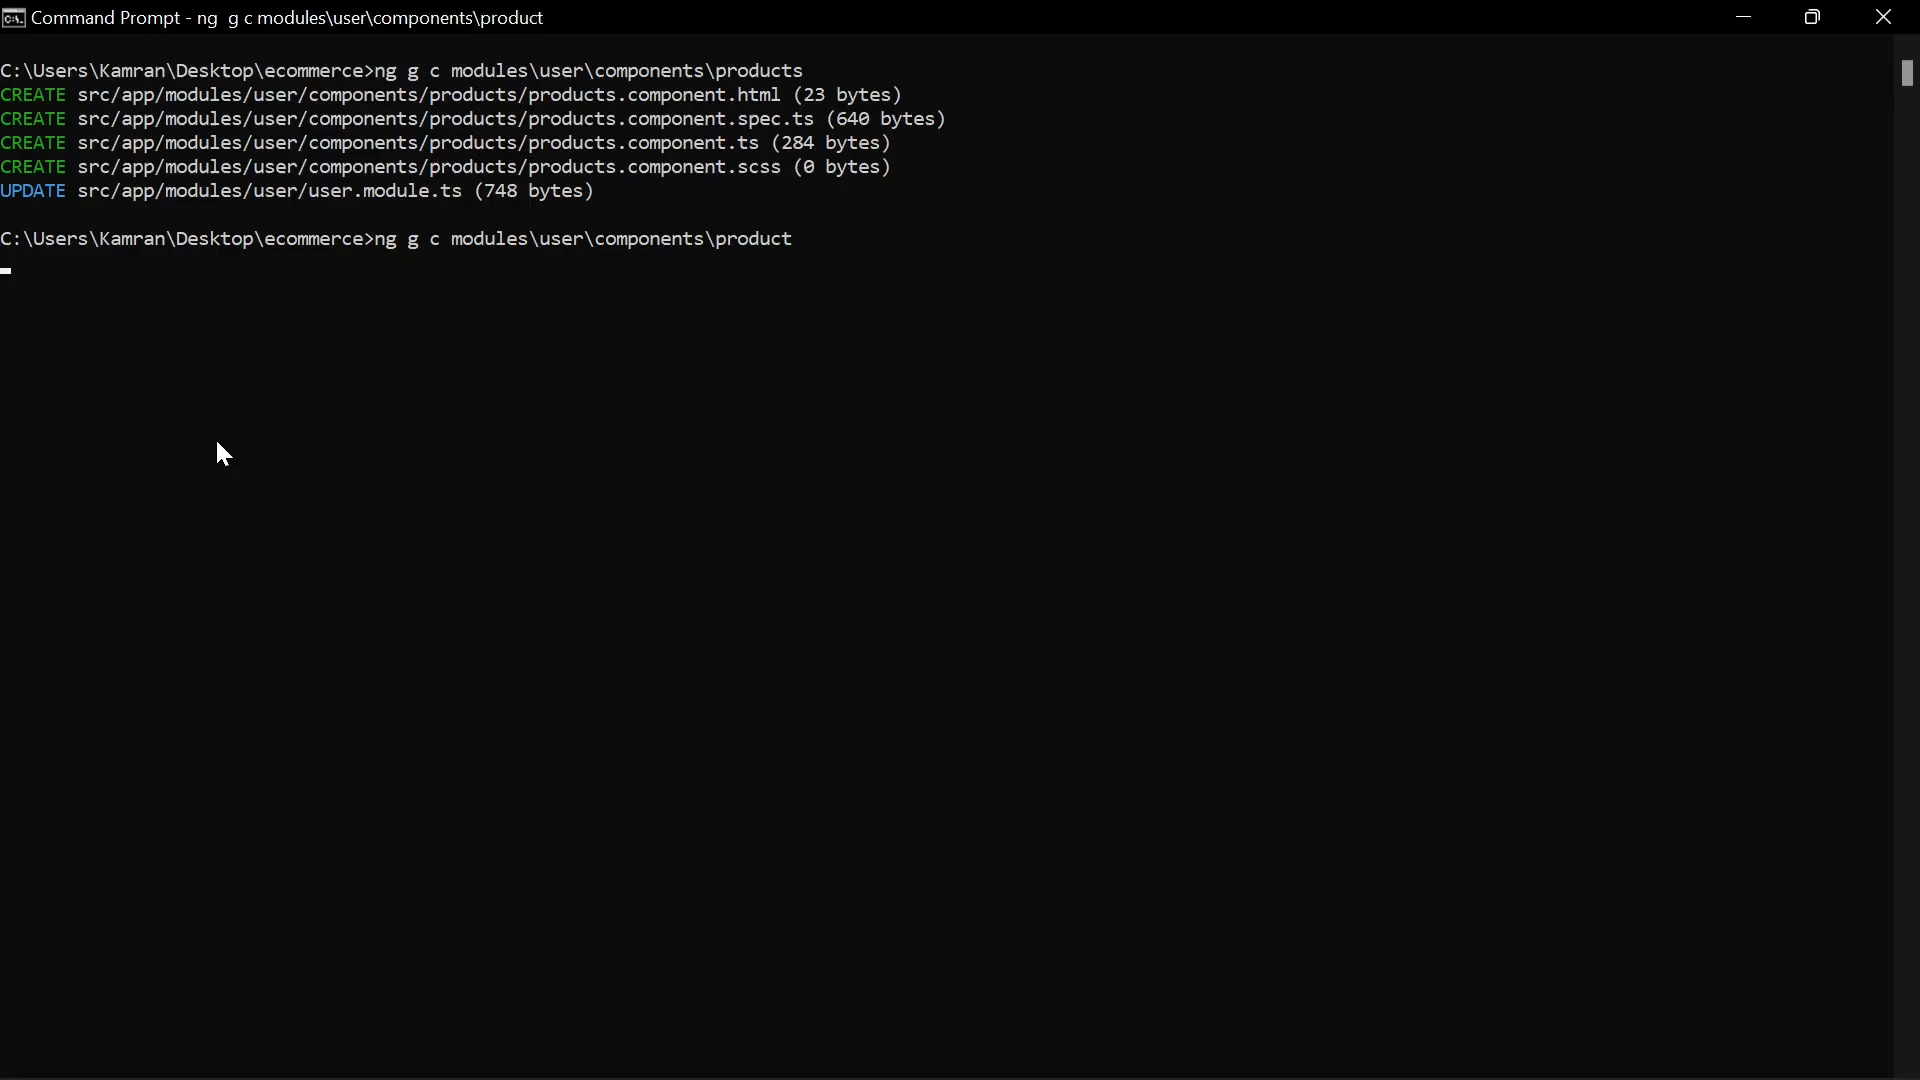 Command Prompt - ng  g c modules\user\components\product
C:\Users\Kamran\Desktop\ecommerce>ng g c modules\user\components\products
CREATE src/app/modules/user/components/products/products.component.html (23 bytes)
CREATE src/app/modules/user/components/products/products.component.spec.ts (640 bytes)
CREATE src/app/modules/user/components/products/products.component.ts (284 bytes)
CREATE src/app/modules/user/components/products/products.component.scss (0 bytes)
UPDATE src/app/modules/user/user.module.ts (748 bytes)
C:\Users\Kamran\Desktop\ecommerce>ng g c modules\user\components\product